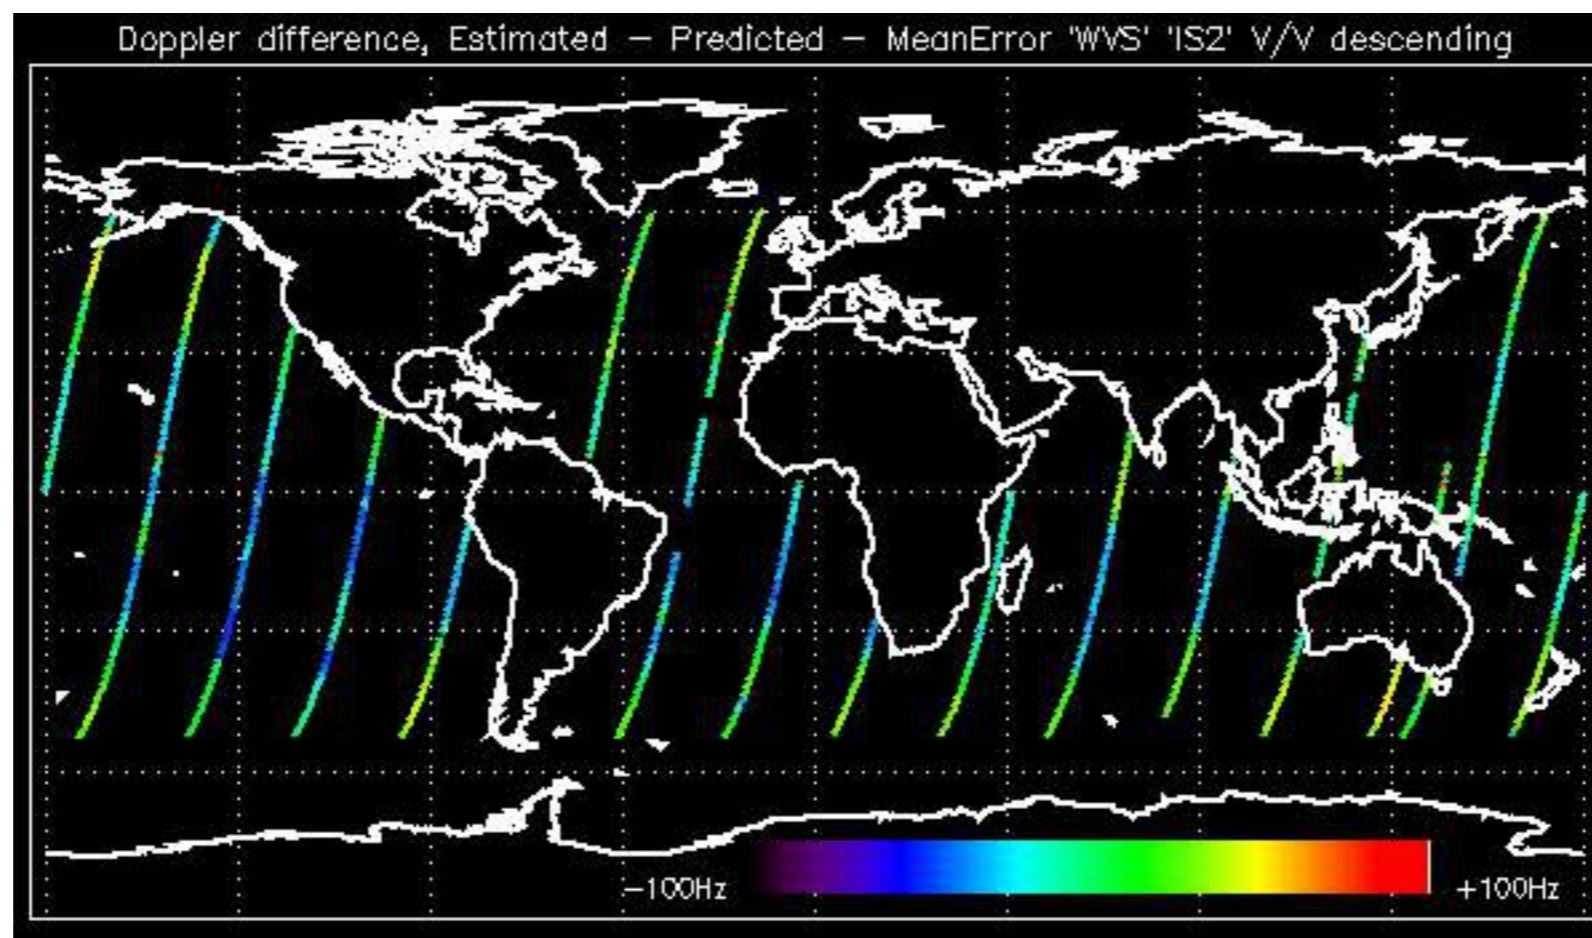 Doppler difference, Estimated – Predicted – MeanError 'WVS' 'IS2' V/V descending
–100Hz +100Hz